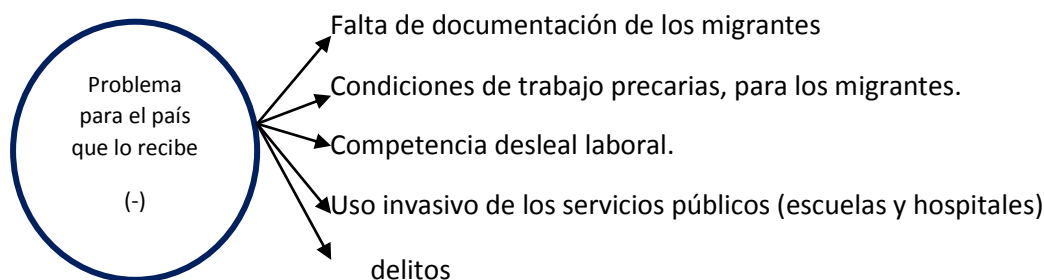 Problema
para el país
que lo recibe
(-)
Falta de documentación de los migrantes
Condiciones de trabajo precarias, para los migrantes.
Competencia desleal laboral.
Uso invasivo de los servicios públicos (escuelas y hospitales)
delitos